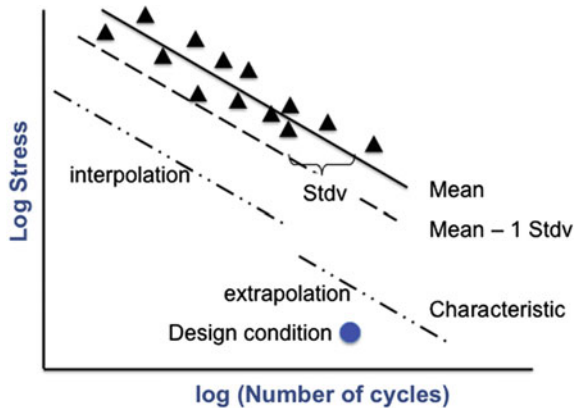 Log Stress
interpolation
Stdv
Mean
Mean – 1 Stdv
extrapolation
Characteristic
Design condition
log (Number of cycles)